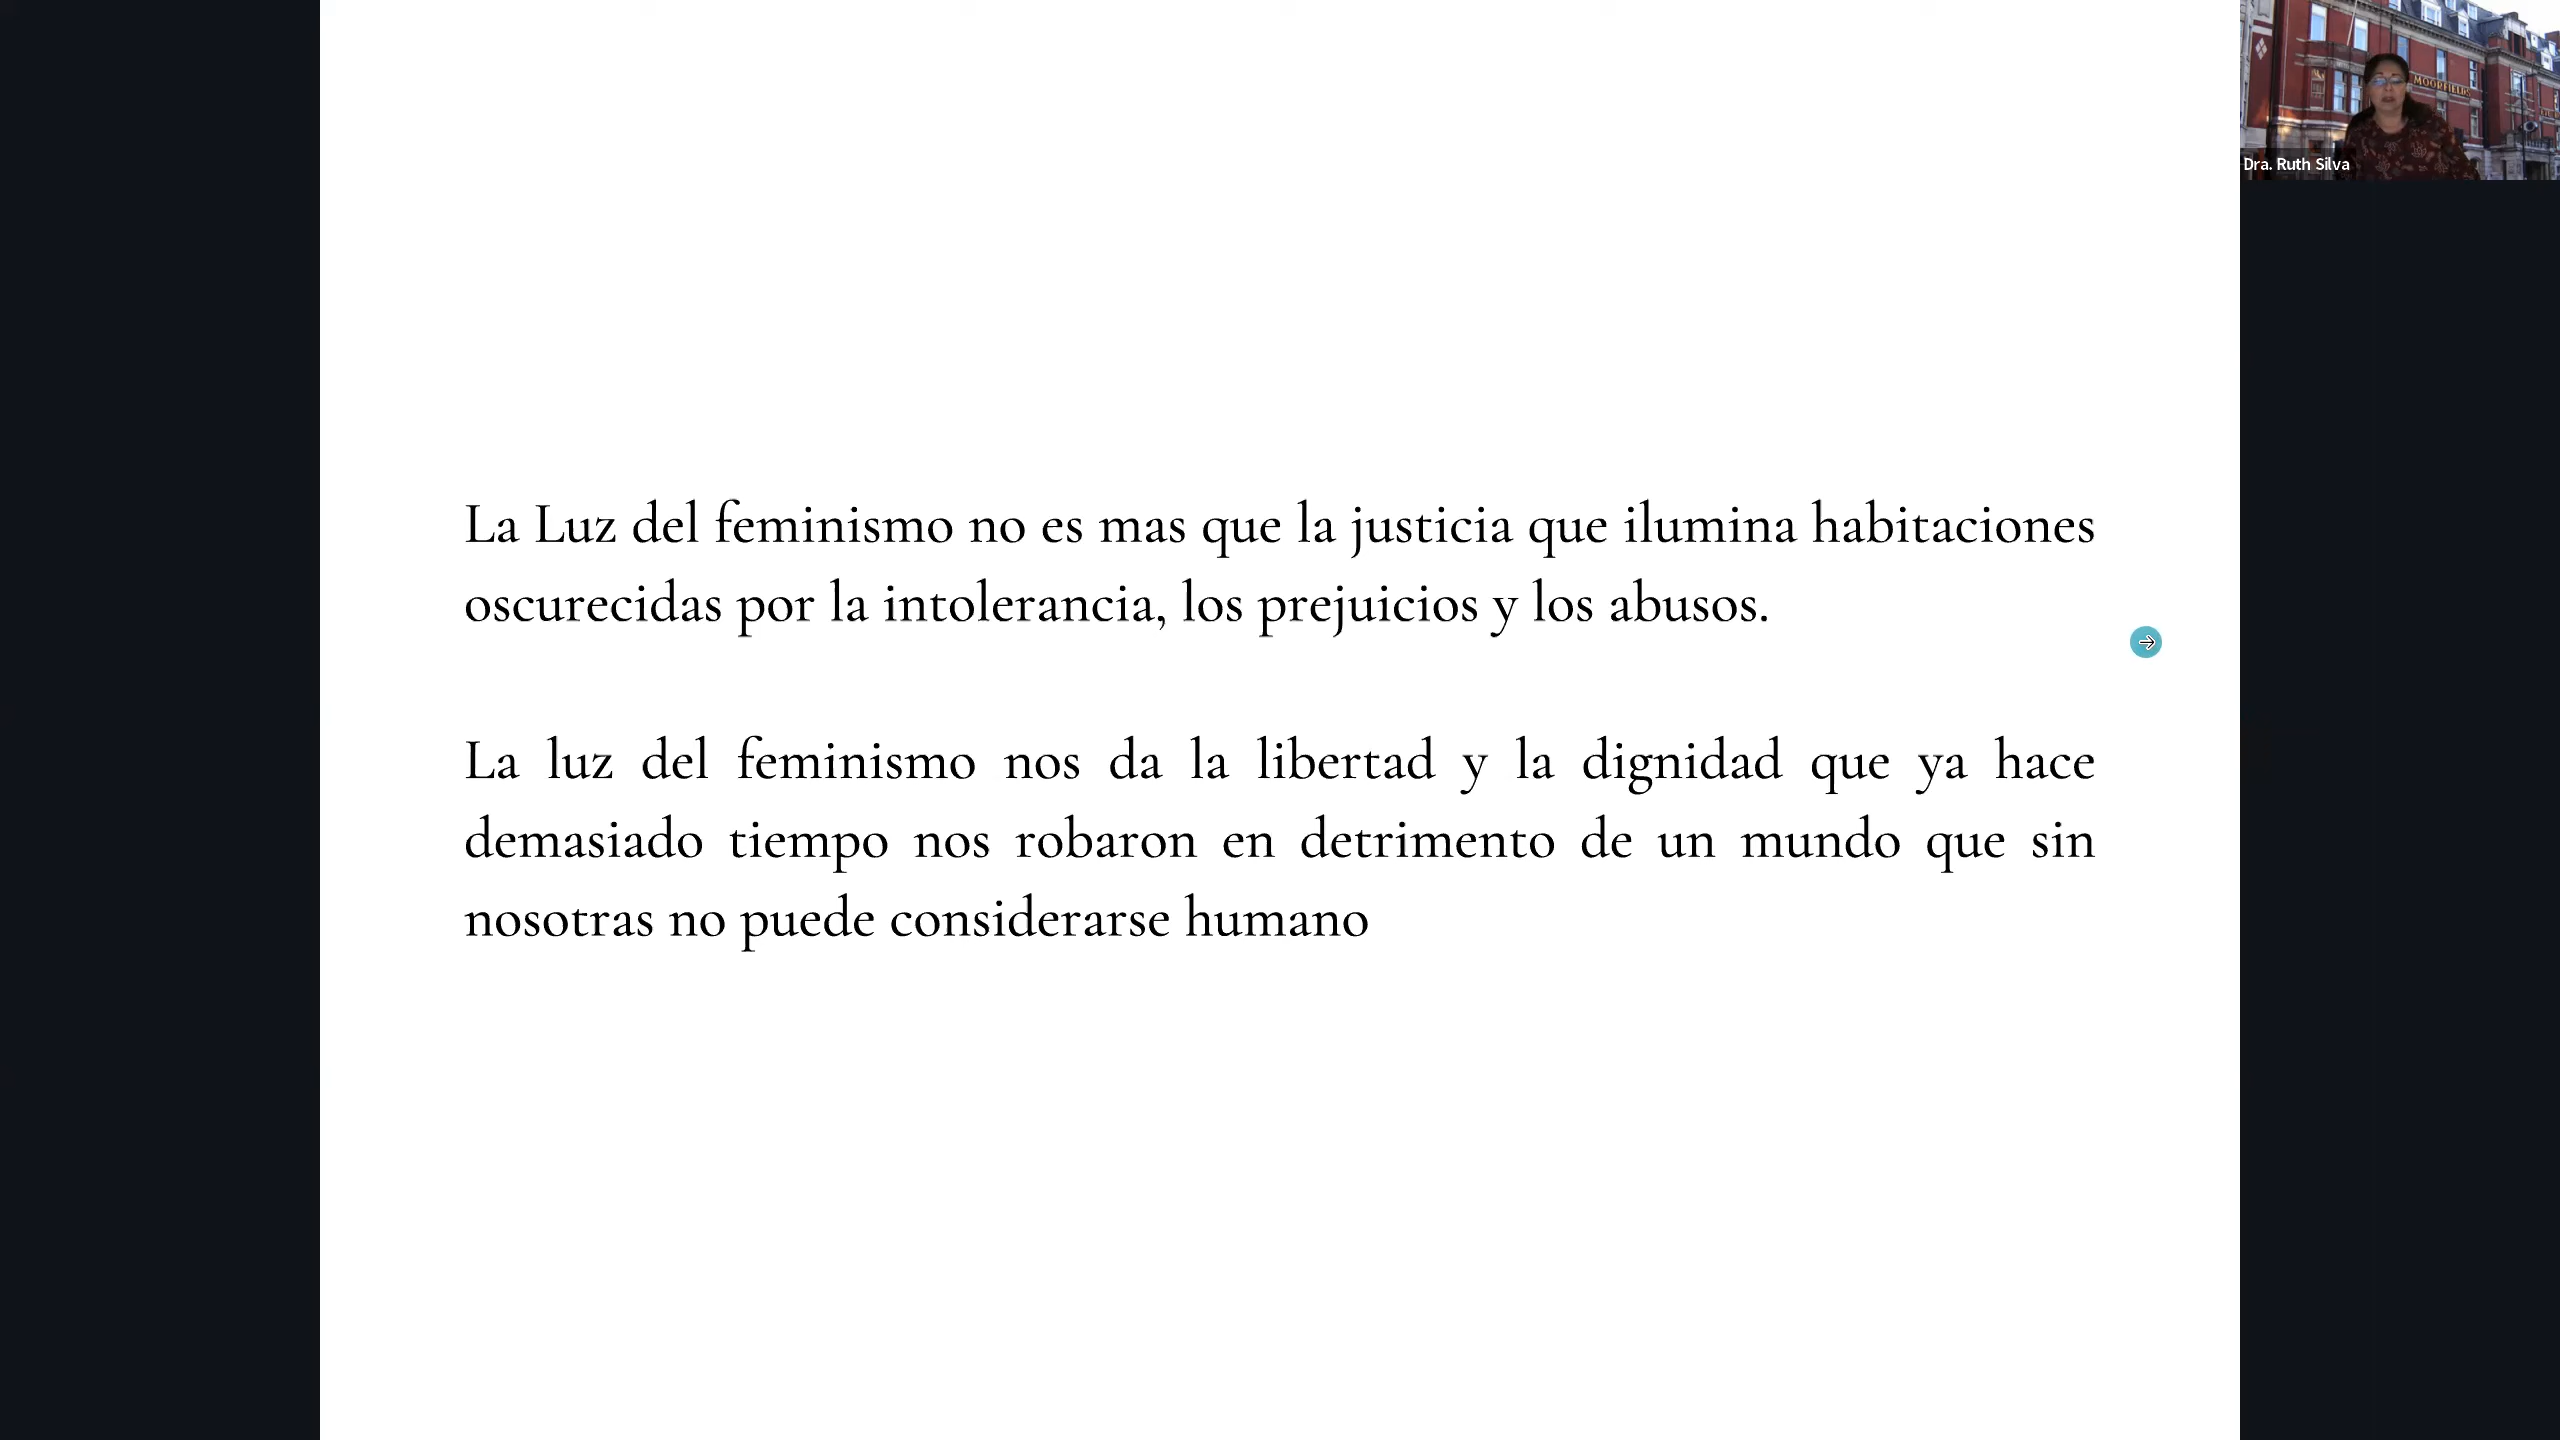 MOORFIELDS
Dra. Ruth Silva
La Luz del feminismo no es mas que la justicia que ilumina habitaciones
oscurecidas por la intolerancia, los prejuicios y los abusos.
La luz del feminismo nos da la libertad y la dignidad que ya hace
demasiado tiempo nos robaron en detrimento de un mundo que sin
nosotras no puede considerarse humano